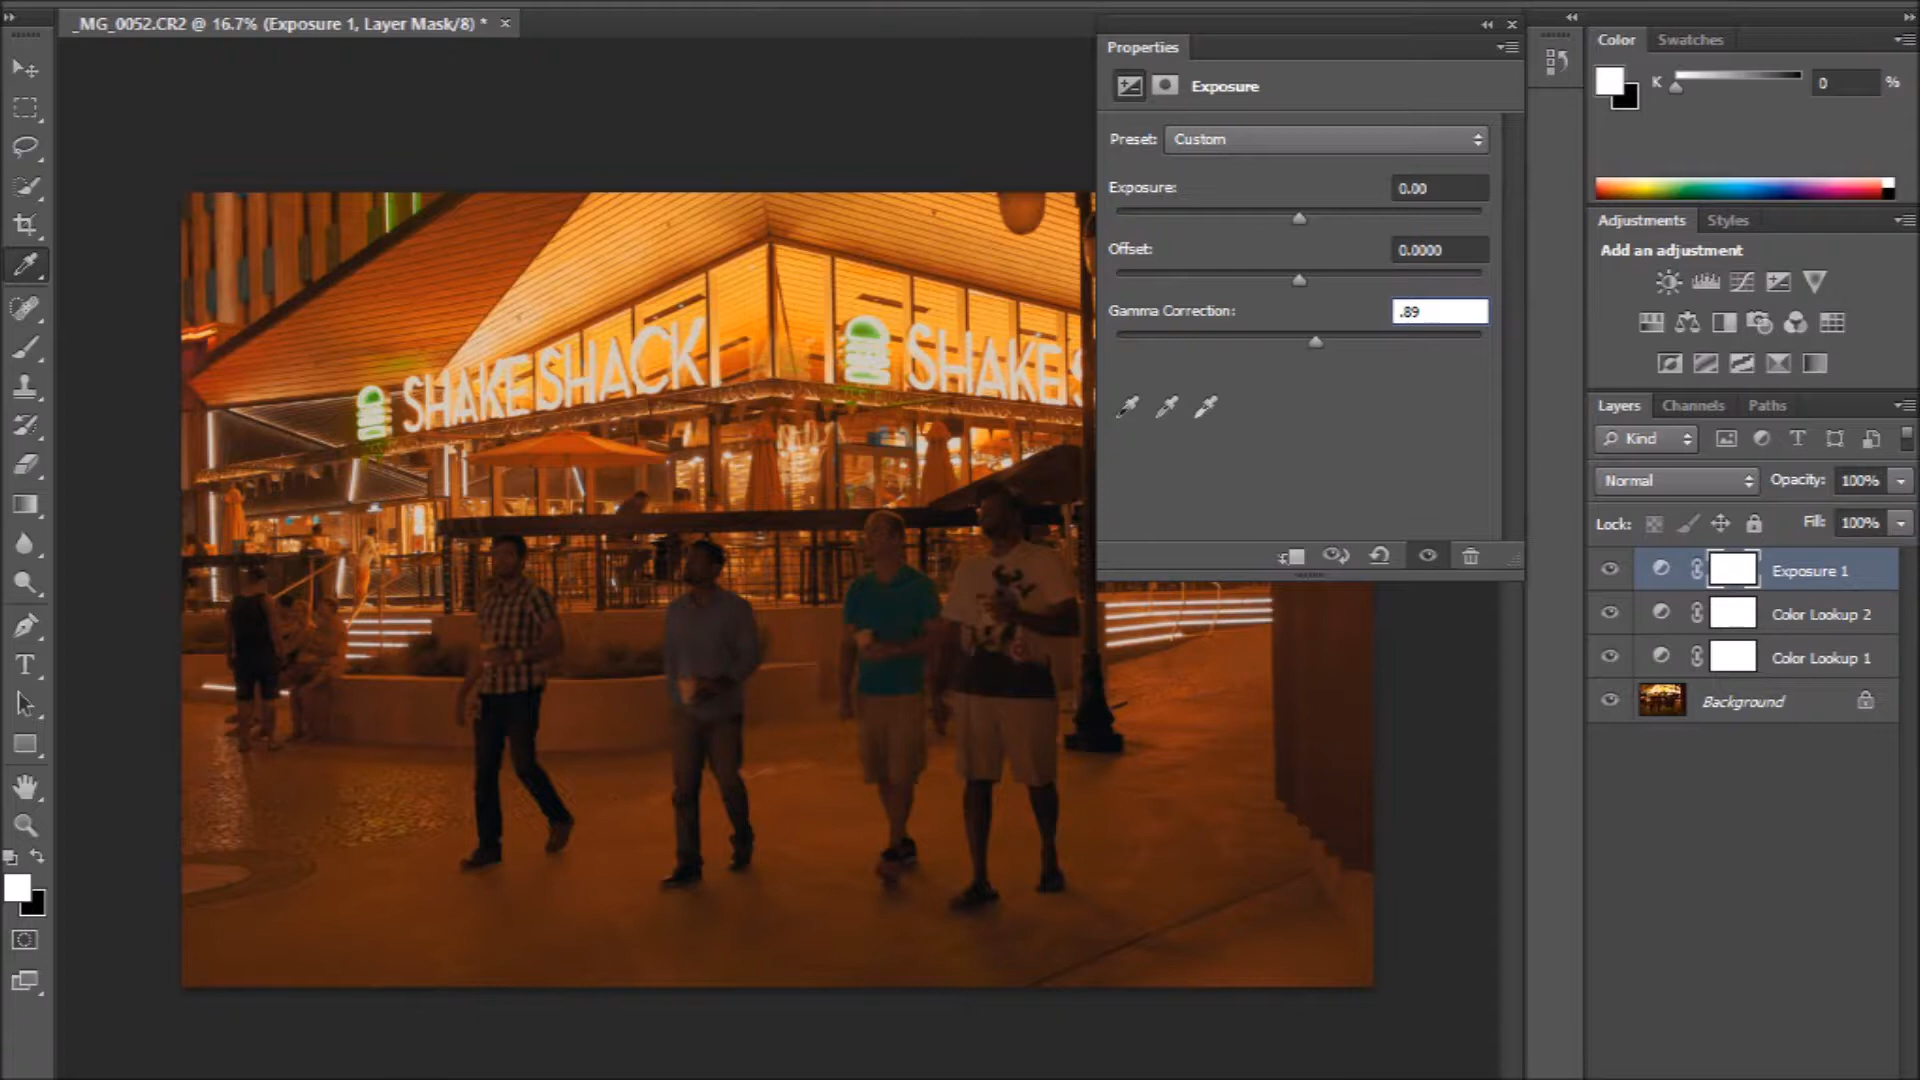 _MG_0052.CR2 @ 16.7% (Exposure 1, Layer Mask/8) *
Properties
Exposure
Preset: Custom
Exposure: 0.00
Offset: 0.0000
Gamma Correction: .89
SHAKE SHACK
SHAKE S
Color Swatches
K 0 %
Adjustments Styles
Add an adjustment
Layers Channels Paths
Kind
Normal Opacity: 100%
Lock: Fill: 100%
Exposure 1
Color Lookup 2
Color Lookup 1
Background